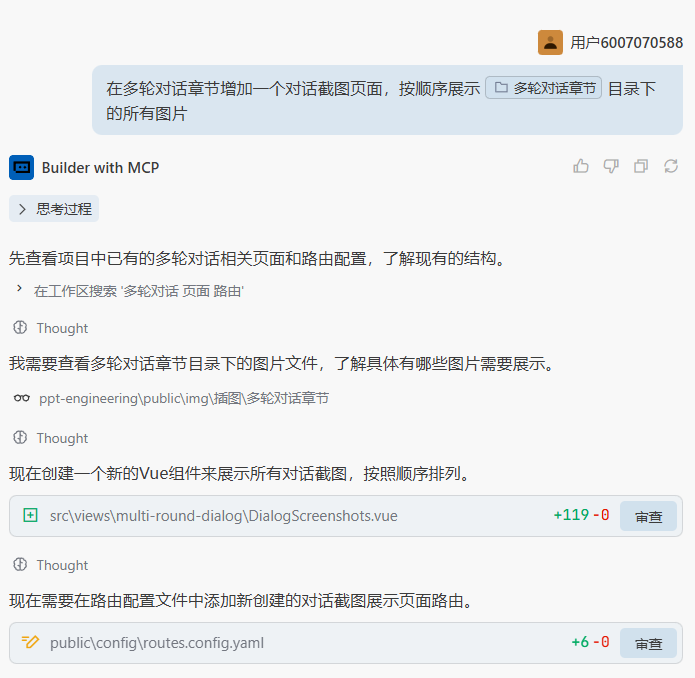 用户6007070588
在多轮对话章节增加一个对话截图页面，按顺序展示 多轮对话章节 目录下
的所有图片
Builder with MCP
思考过程
先查看项目中已有的多轮对话相关页面和路由配置，了解现有的结构。
在工作区搜索 '多轮对话 页面 路由'
Thought
我需要查看多轮对话章节目录下的图片文件，了解具体有哪些图片需要展示。
ppt-engineering\public\img\插图\多轮对话章节
Thought
现在创建一个新的Vue组件来展示所有对话截图，按照顺序排列。
src\views\multi-round-dialog\DialogScreenshots.vue +119 -0 审查
Thought
现在需要在路由配置文件中添加新创建的对话截图展示页面路由。
public\config\routes.config.yaml +6 -0 审查